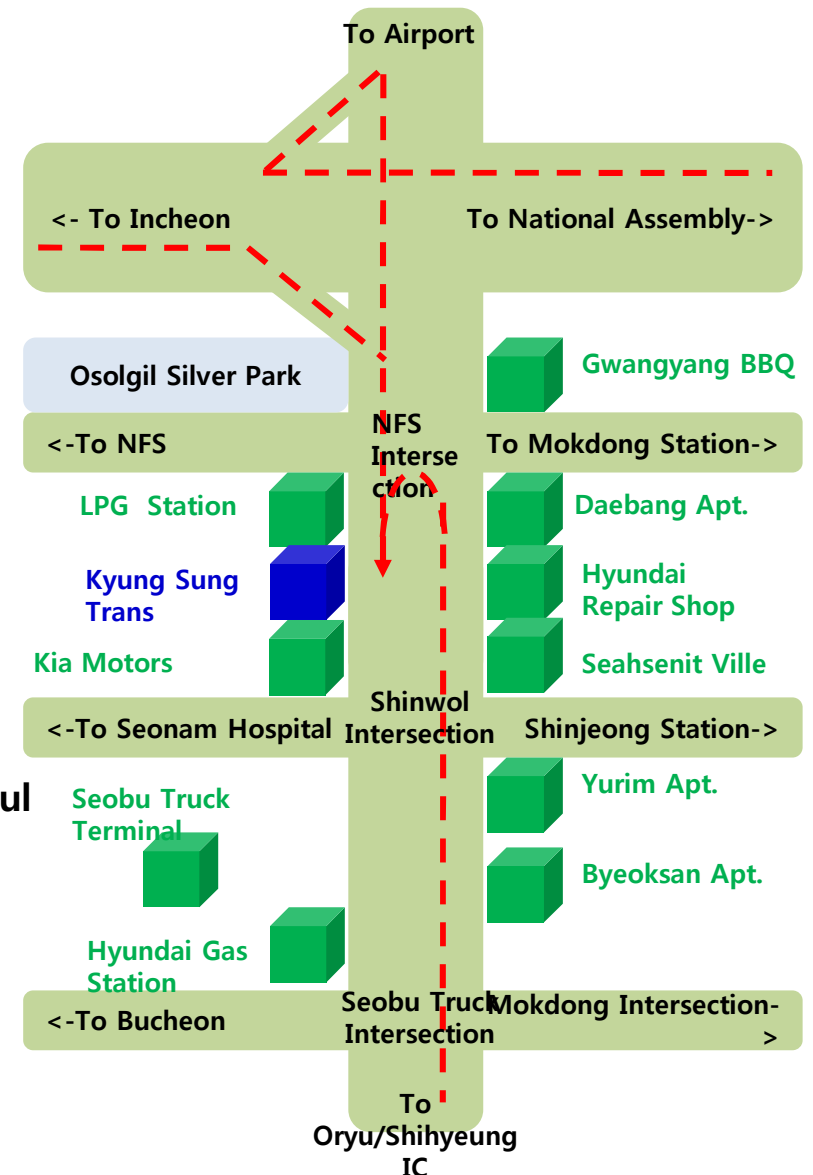 To Airport
<- To Incheon
To National Assembly->
Osolgil Silver Park
Gwangyang BBQ
<-To NFS
NFS
Interse
ction
To Mokdong Station->
LPG Station
Daebang Apt.
Kyung Sung
Trans
Hyundai
Repair Shop
Kia Motors
Seahsenit Ville
<-To Seonam Hospital
Shinwol
Intersection
Shinjeong Station->
ul
Seobu Truck
Terminal
Yurim Apt.
Byeoksan Apt.
Hyundai Gas
Station
<-To Bucheon
Seobu Truck
Intersection
Mokdong Intersection-
>
To
Oryu/Shihyeung
IC